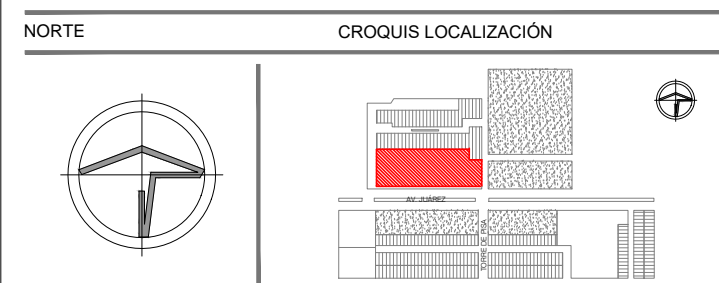 NORTE
CROQUIS LOCALIZACIÓN
AV. JUÁREZ
TORRE DE PISA